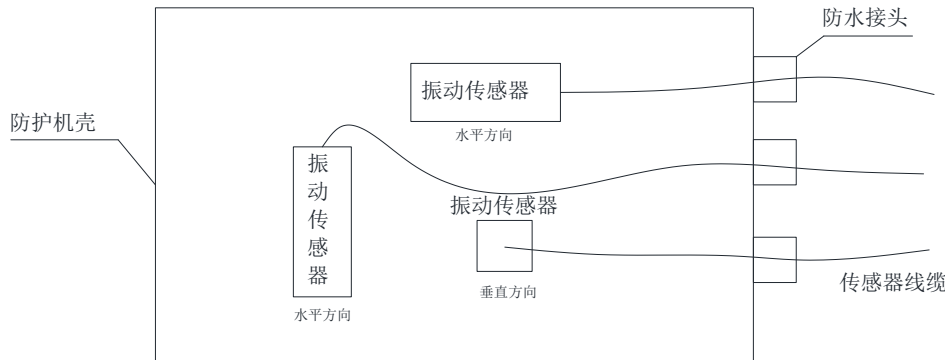 防水接头
振动传感器
水平方向
防护机壳
振动传感器
水平方向
振动传感器
垂直方向
传感器线缆